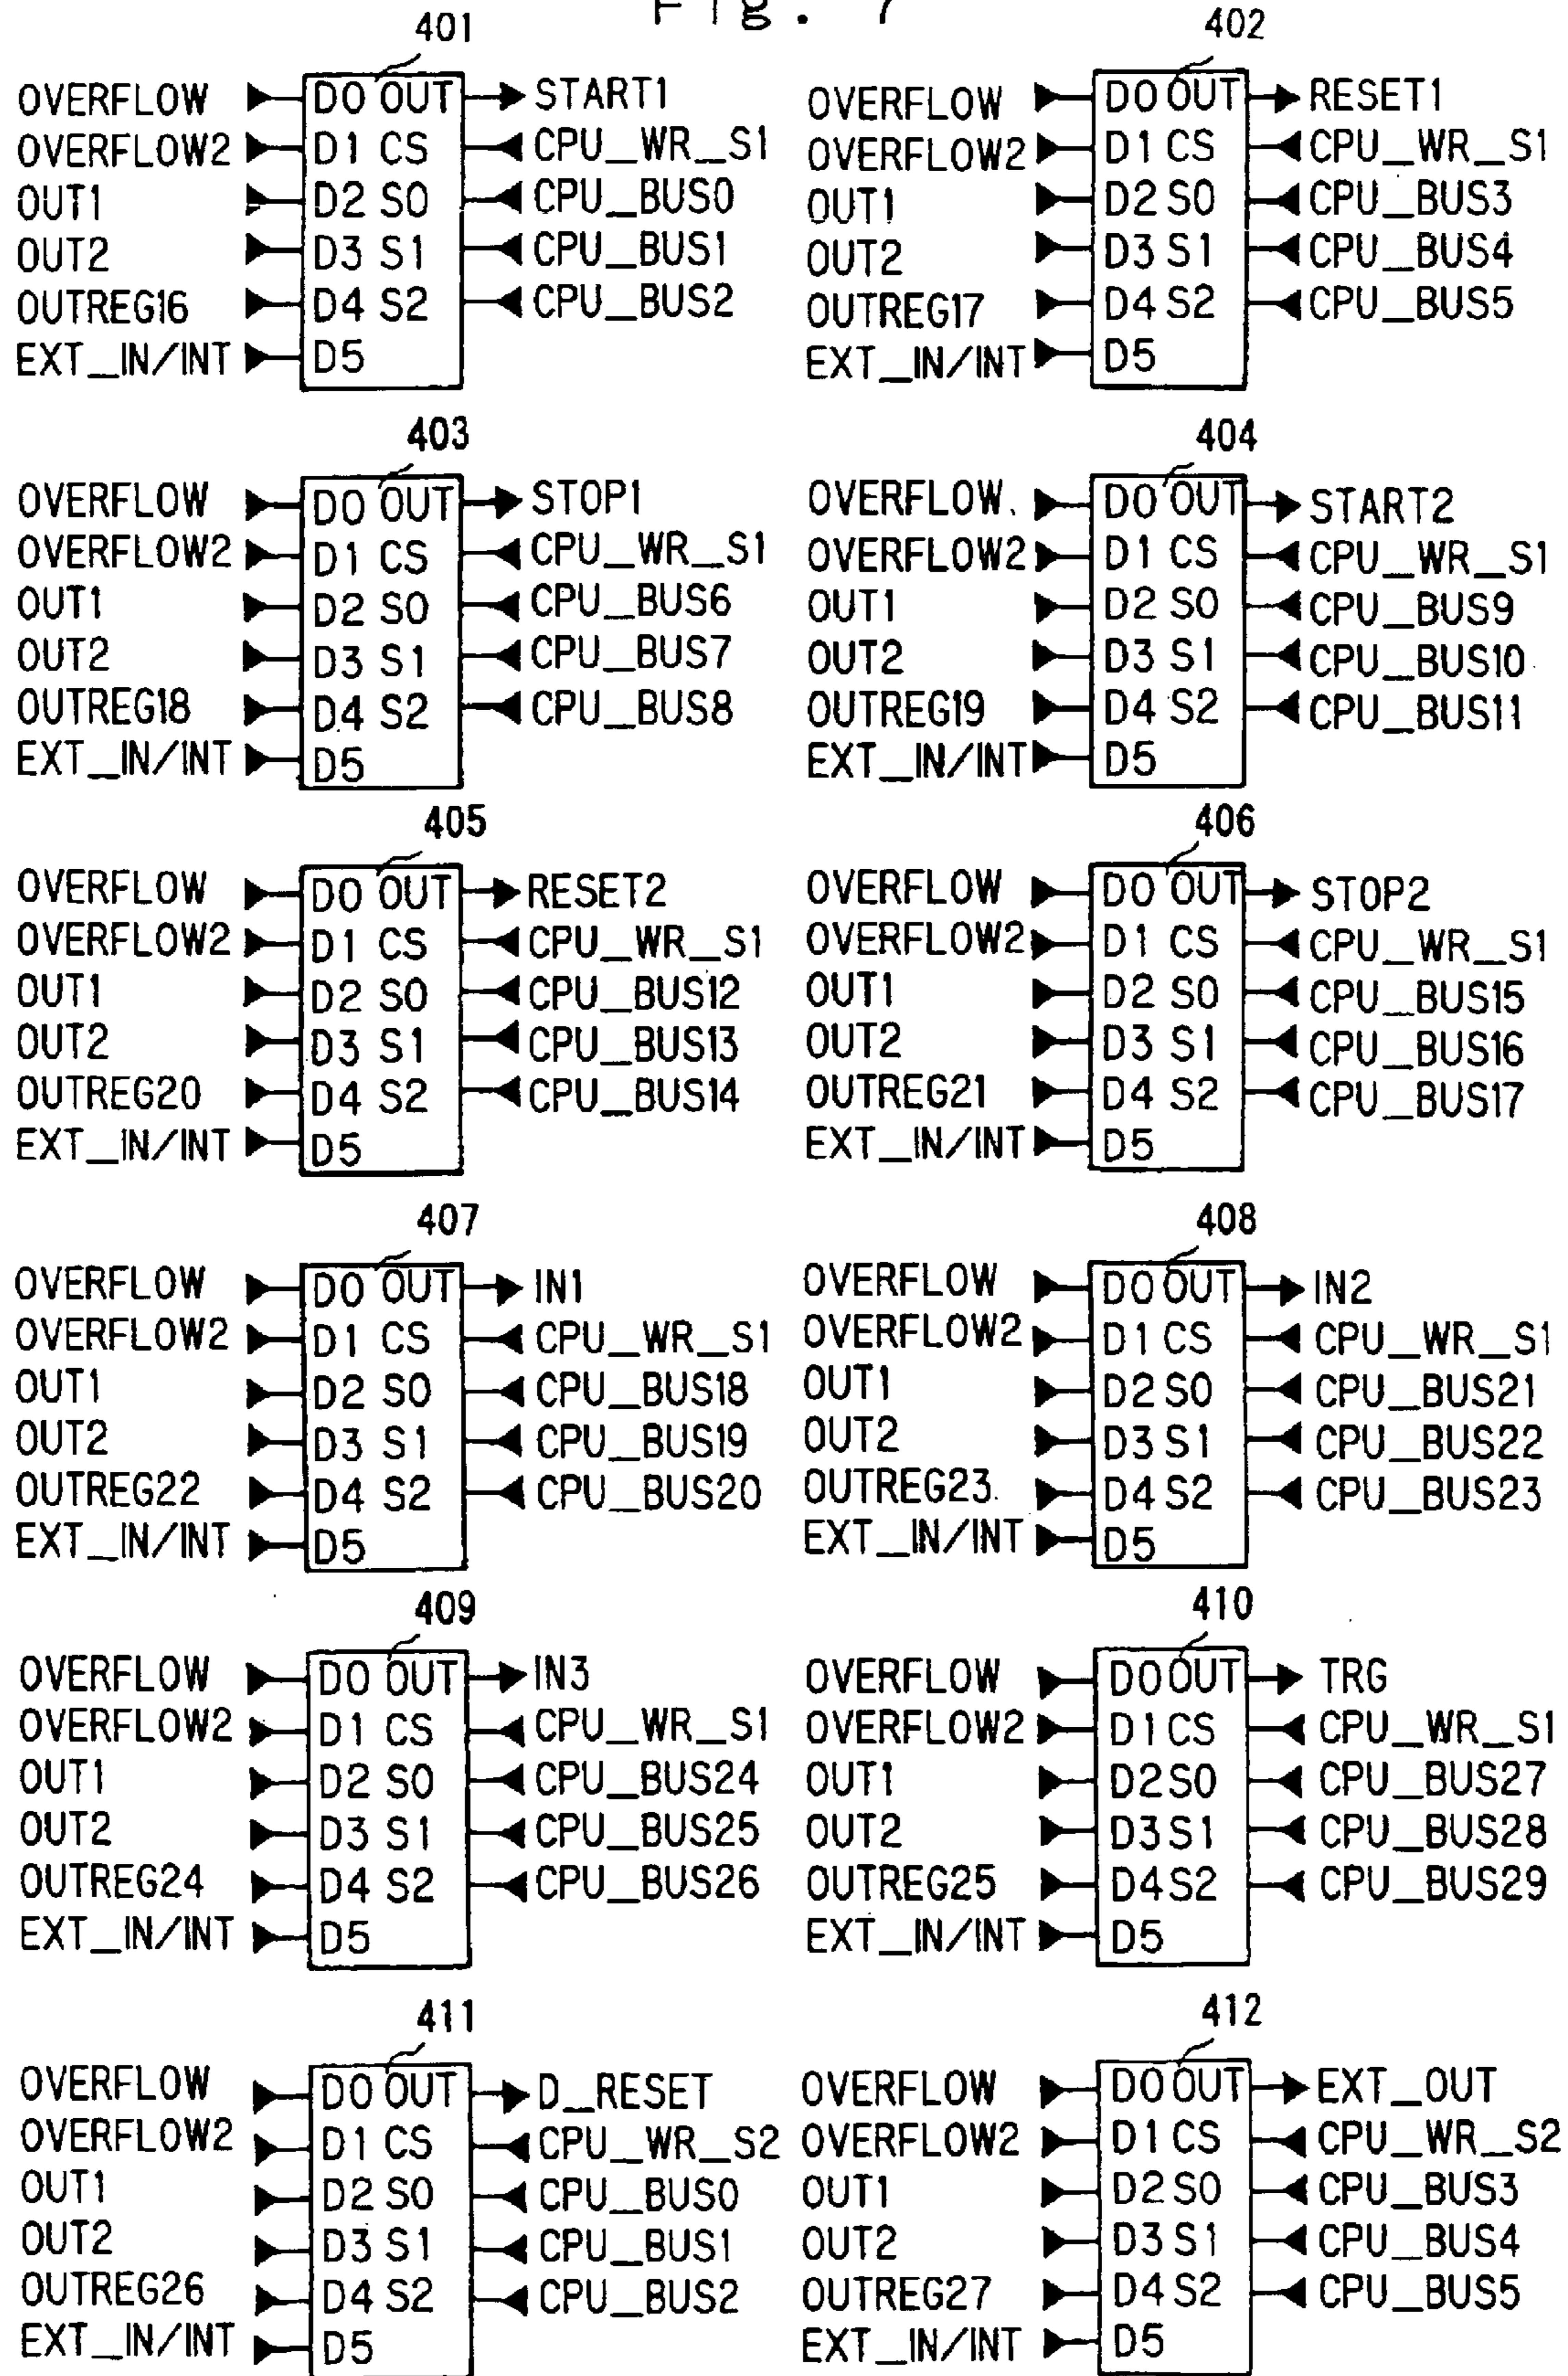 Fig. 7
401
OVERFLOW D0 OUT START1
OVERFLOW2 D1 CS CPU_WR_S1
OUT1 D2 S0 CPU_BUS0
OUT2 D3 S1 CPU_BUS1
OUTREG16 D4 S2 CPU_BUS2
EXT_IN/INT D5
402
OVERFLOW D0 OUT RESET1
OVERFLOW2 D1 CS CPU_WR_S1
OUT1 D2 S0 CPU_BUS3
OUT2 D3 S1 CPU_BUS4
OUTREG17 D4 S2 CPU_BUS5
EXT_IN/INT D5
403
OVERFLOW D0 OUT STOP1
OVERFLOW2 D1 CS CPU_WR_S1
OUT1 D2 S0 CPU_BUS6
OUT2 D3 S1 CPU_BUS7
OUTREG18 D4 S2 CPU_BUS8
EXT_IN/INT D5
404
OVERFLOW D0 OUT START2
OVERFLOW2 D1 CS CPU_WR_S1
OUT1 D2 S0 CPU_BUS9
OUT2 D3 S1 CPU_BUS10
OUTREG19 D4 S2 CPU_BUS11
EXT_IN/INT D5
405
OVERFLOW D0 OUT RESET2
OVERFLOW2 D1 CS CPU_WR_S1
OUT1 D2 S0 CPU_BUS12
OUT2 D3 S1 CPU_BUS13
OUTREG20 D4 S2 CPU_BUS14
EXT_IN/INT D5
406
OVERFLOW D0 OUT STOP2
OVERFLOW2 D1 CS CPU_WR_S1
OUT1 D2 S0 CPU_BUS15
OUT2 D3 S1 CPU_BUS16
OUTREG21 D4 S2 CPU_BUS17
EXT_IN/INT D5
407
OVERFLOW D0 OUT IN1
OVERFLOW2 D1 CS CPU_WR_S1
OUT1 D2 S0 CPU_BUS18
OUT2 D3 S1 CPU_BUS19
OUTREG22 D4 S2 CPU_BUS20
EXT_IN/INT D5
408
OVERFLOW D0 OUT IN2
OVERFLOW2 D1 CS CPU_WR_S1
OUT1 D2 S0 CPU_BUS21
OUT2 D3 S1 CPU_BUS22
OUTREG23 D4 S2 CPU_BUS23
EXT_IN/INT D5
409
OVERFLOW D0 OUT IN3
OVERFLOW2 D1 CS CPU_WR_S1
OUT1 D2 S0 CPU_BUS24
OUT2 D3 S1 CPU_BUS25
OUTREG24 D4 S2 CPU_BUS26
EXT_IN/INT D5
410
OVERFLOW D0 OUT TRG
OVERFLOW2 D1 CS CPU_WR_S1
OUT1 D2 S0 CPU_BUS27
OUT2 D3 S1 CPU_BUS28
OUTREG25 D4 S2 CPU_BUS29
EXT_IN/INT D5
411
OVERFLOW D0 OUT D_RESET
OVERFLOW2 D1 CS CPU_WR_S2
OUT1 D2 S0 CPU_BUS0
OUT2 D3 S1 CPU_BUS1
OUTREG26 D4 S2 CPU_BUS2
EXT_IN/INT D5
412
OVERFLOW D0 OUT EXT_OUT
OVERFLOW2 D1 CS CPU_WR_S2
OUT1 D2 S0 CPU_BUS3
OUT2 D3 S1 CPU_BUS4
OUTREG27 D4 S2 CPU_BUS5
EXT_IN/INT D5